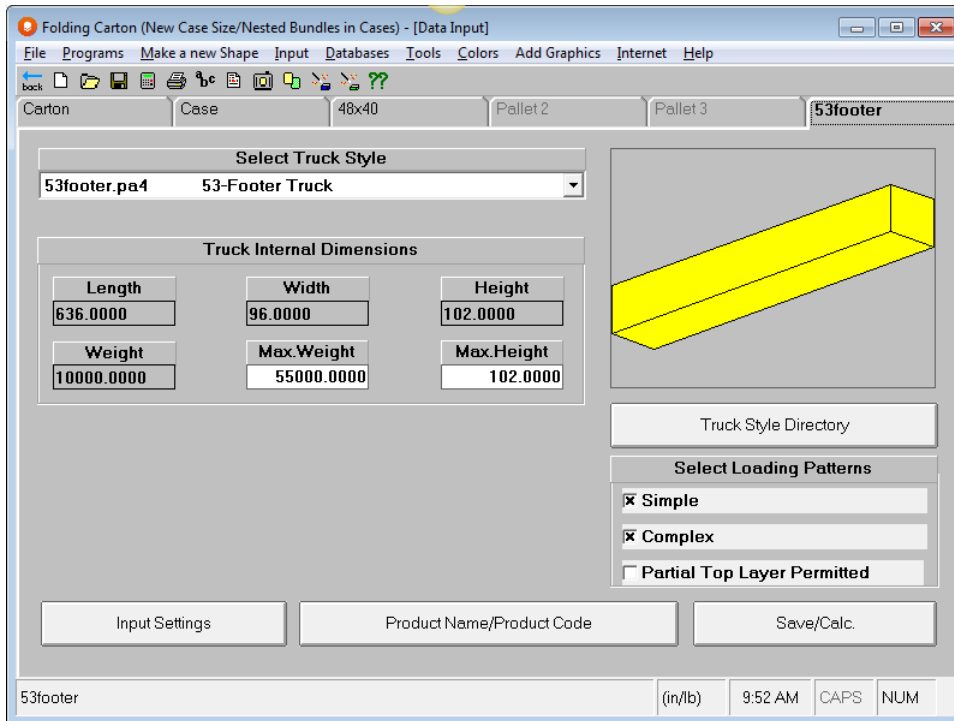 Folding Carton (New Case Size/Nested Bundles in Cases) - [Data Input]
File Programs Make a new Shape Input Databases Tools Colors Add Graphics Internet Help
back abc ??
Carton Case 48x40 Pallet 2 Pallet 3 53footer
Select Truck Style
53footer.pa4 53-Footer Truck
Truck Internal Dimensions
Length Width Height
636.0000 96.0000 102.0000
Weight Max.Weight Max.Height
10000.0000 55000.0000 102.0000
Truck Style Directory
Select Loading Patterns
Simple
Complex
Partial Top Layer Permitted
Input Settings Product Name/Product Code Save/Calc.
53footer (in/lb) 9:52 AM CAPS NUM